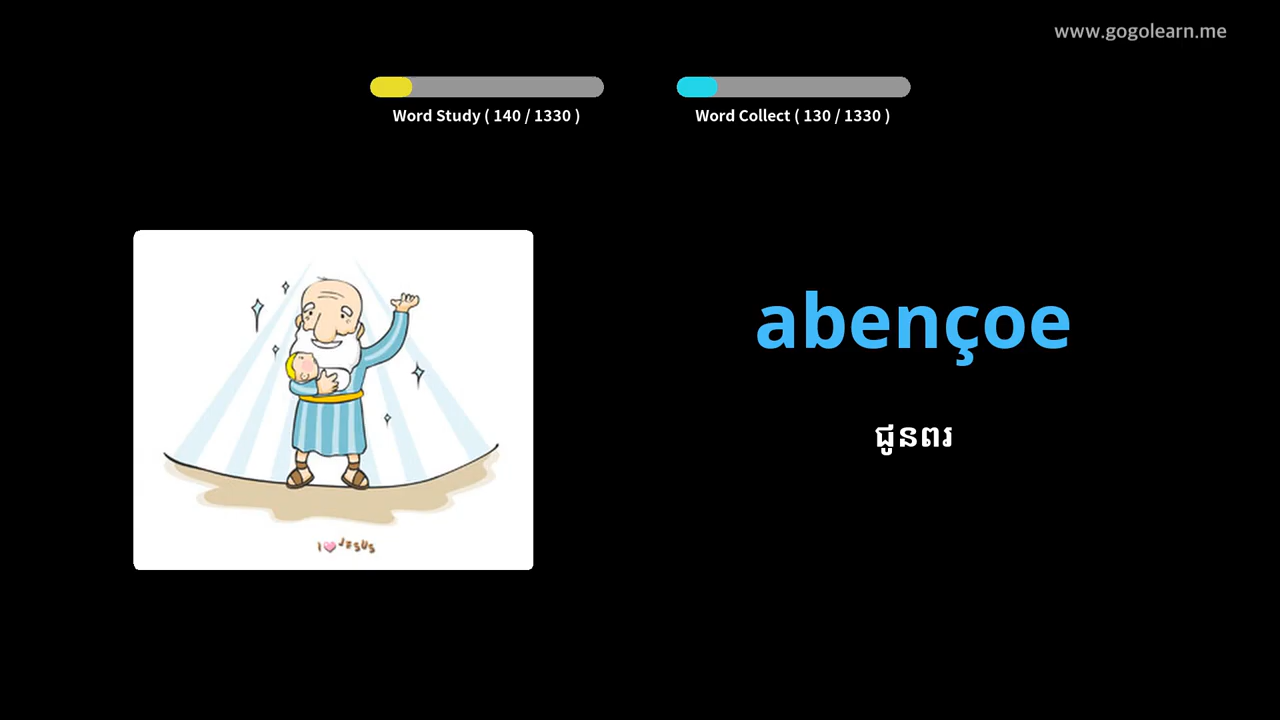 www.gogolearn.me
Word Study ( 140 / 1330 )
Word Collect ( 130 / 1330 )
abençoe
ជូនពរ
I JESUS